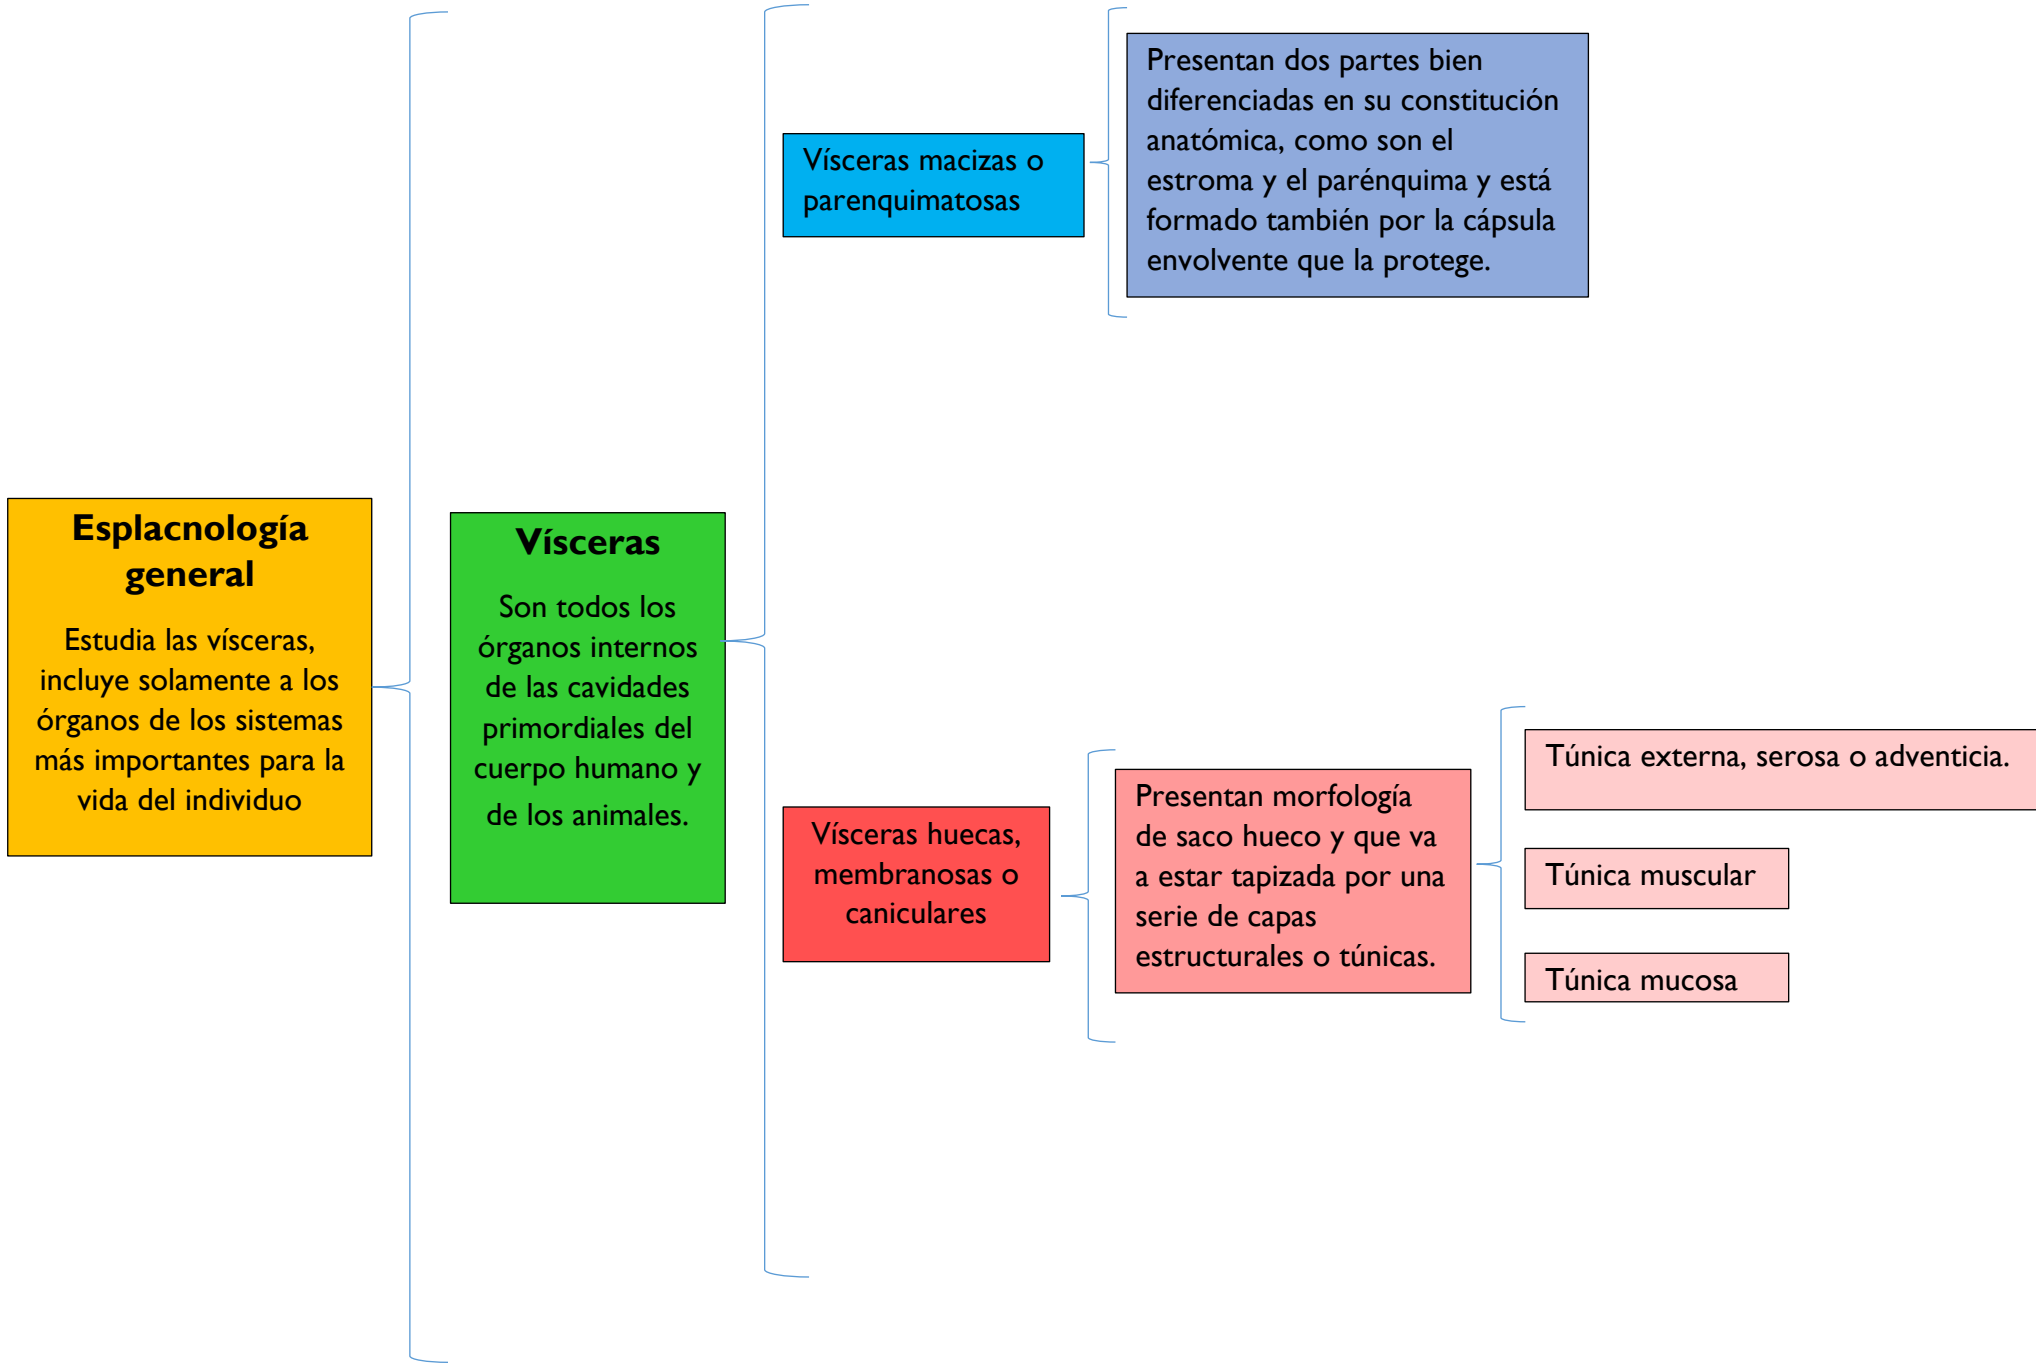 Esplacnología
general
Estudia las vísceras,
incluye solamente a los
órganos de los sistemas
más importantes para la
vida del individuo
Vísceras
Son todos los
órganos internos
de las cavidades
primordiales del
cuerpo humano y
de los animales.
Vísceras macizas o
parenquimatosas
Presentan dos partes bien
diferenciadas en su constitución
anatómica, como son el
estroma y el parénquima y está
formado también por la cápsula
envolvente que la protege.
Vísceras huecas,
membranosas o
caniculares
Presentan morfología
de saco hueco y que va
a estar tapizada por una
serie de capas
estructurales o túnicas.
Túnica externa, serosa o adventicia.
Túnica muscular
Túnica mucosa